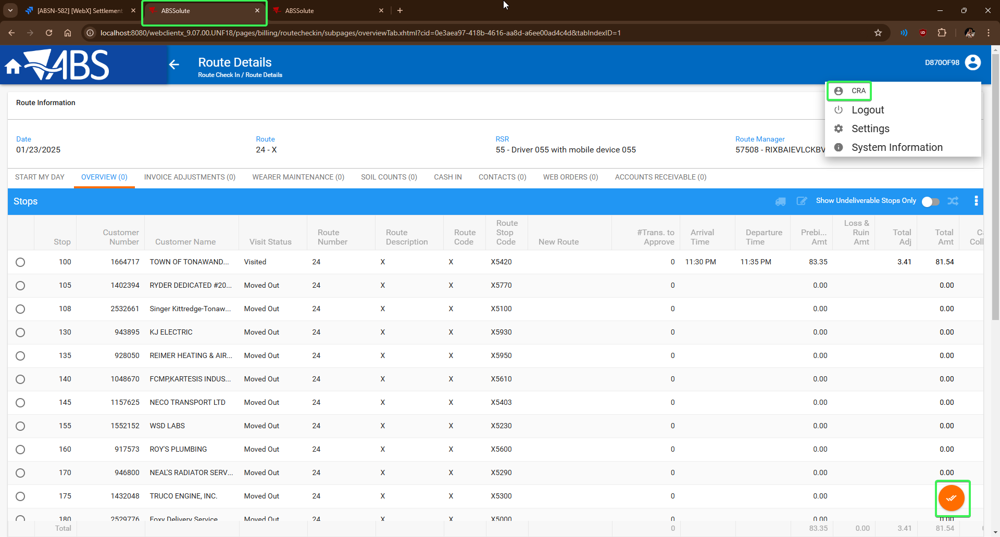 [ABSN-582] [WebX] Settlement
ABSSolute
ABSSolute
localhost:8080/webclientx_9.07.00.UNF18/pages/billing/routecheckin/subpages/overviewTab.xhtml?cid=0e3aea97-418b-4616-aa8d-a6ee00ad4c4d&tabIndexID=1
ABS
Route Details
Route Check In / Route Details
D870OF98
CRA
Logout
Settings
System Information
Route Information
Date Route RSR Route Manager
01/23/2025 24 - X 55 - Driver 055 with mobile device 055 57508 - RIXBAIEVLCKBV
START MY DAY OVERVIEW (0) INVOICE ADJUSTMENTS (0) WEARER MAINTENANCE (0) SOIL COUNTS (0) CASH IN CONTACTS (0) WEB ORDERS (0) ACCOUNTS RECEIVABLE (0)
Stops Show Undeliverable Stops Only
Stop Customer Number Customer Name Visit Status Route Number Route Description Route Code Route Stop Code New Route #Trans. to Approve Arrival Time Departure Time Prebi... Amt Loss & Ruin Amt Total Adj Total Amt
100 1664717 TOWN OF TONAWAND... Visited 24 X X X5420 0 11:30 PM 11:35 PM 83.35 3.41 81.54
105 1402394 RYDER DEDICATED #20... Moved Out 24 X X X5770 0 0.00 0.00
108 2532661 Singer Kittredge-Tonaw... Moved Out 24 X X X5100 0 0.00 0.00
130 943895 KJ ELECTRIC Moved Out 24 X X X5930 0 0.00 0.00
135 928050 REIMER HEATING & AIR... Moved Out 24 X X X5950 0 0.00 0.00
140 1048670 FCMP,KARTESIS INDUS... Moved Out 24 X X X5610 0 0.00 0.00
145 1157625 NECO TRANSPORT LTD Moved Out 24 X X X5403 0 0.00 0.00
155 1552152 WSD LABS Moved Out 24 X X X5230 0 0.00 0.00
160 917573 ROY'S PLUMBING Moved Out 24 X X X5600 0 0.00 0.00
170 946800 NEAL'S RADIATOR SERV... Moved Out 24 X X X5290 0 0.00 0.00
175 1432048 TRUCO ENGINE, INC. Moved Out 24 X X X5300 0 0.00
180 2529776 Foxy Delivery Service Moved Out 24 X X X5000 0 0.00 0.00
Total 0 83.35 0.00 3.41 81.54